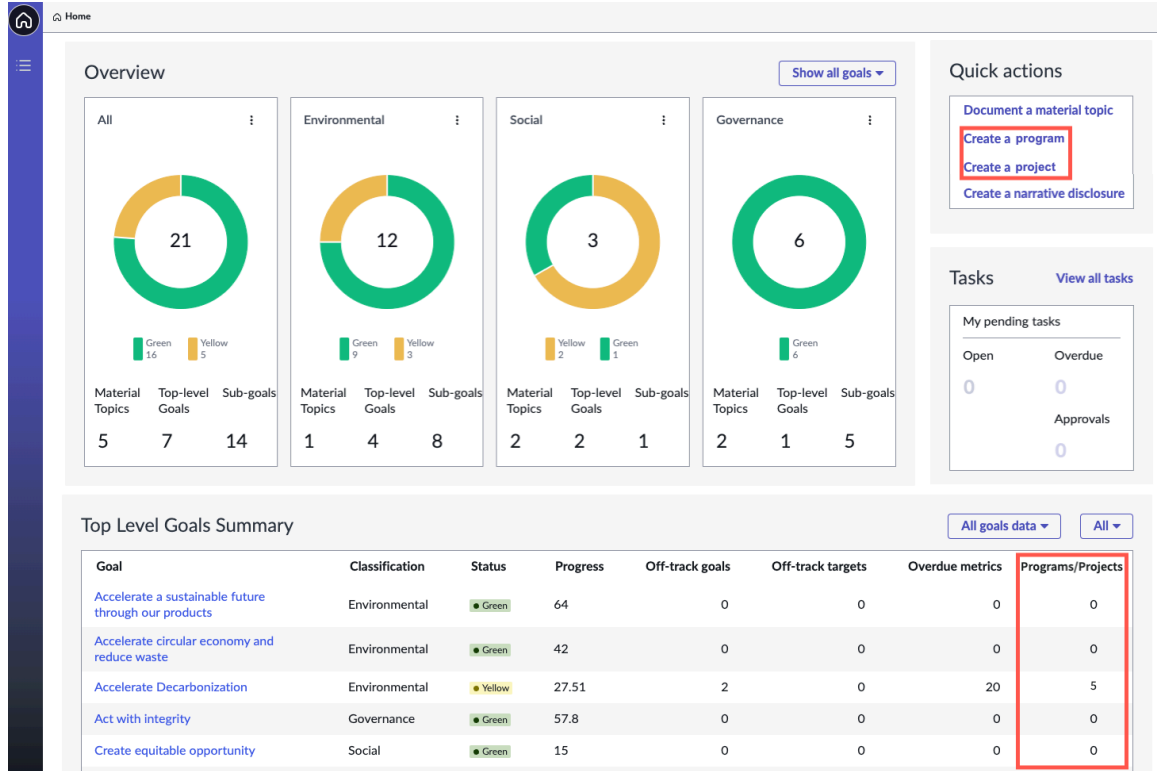 Home
Overview
Show all goals
All
21
Green
16
Yellow
5
Material Topics
Top-level Goals
Sub-goals
5
7
14
Environmental
12
Green
9
Yellow
3
Material Topics
Top-level Goals
Sub-goals
1
4
8
Social
3
Yellow
2
Green
1
Material Topics
Top-level Goals
Sub-goals
2
2
1
Governance
6
Green
6
Material Topics
Top-level Goals
Sub-goals
2
1
5
Quick actions
Document a material topic
Create a program
Create a project
Create a narrative disclosure
Tasks
View all tasks
My pending tasks
Open
Overdue
0
0
Approvals
0
Top Level Goals Summary
All goals data
All
Goal Classification Status Progress Off-track goals Off-track targets Overdue metrics Programs/Projects
Accelerate a sustainable future
through our products
Environmental Green 64 0 0 0 0
Accelerate circular economy and
reduce waste
Environmental Green 42 0 0 0 0
Accelerate Decarbonization Environmental Yellow 27.51 2 0 20 5
Act with integrity Governance Green 57.8 0 0 0 0
Create equitable opportunity Social Green 15 0 0 0 0